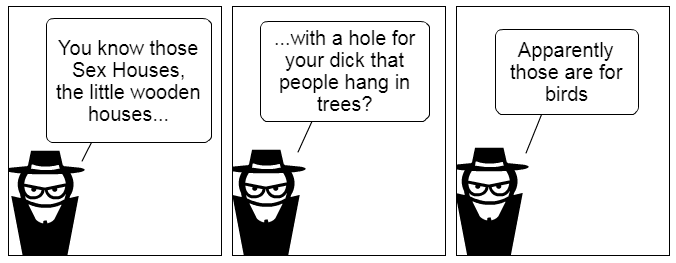 You know those
Sex Houses,
the little wooden
houses...
...with a hole for
your dick that
people hang in
trees?
Apparently
those are for
birds